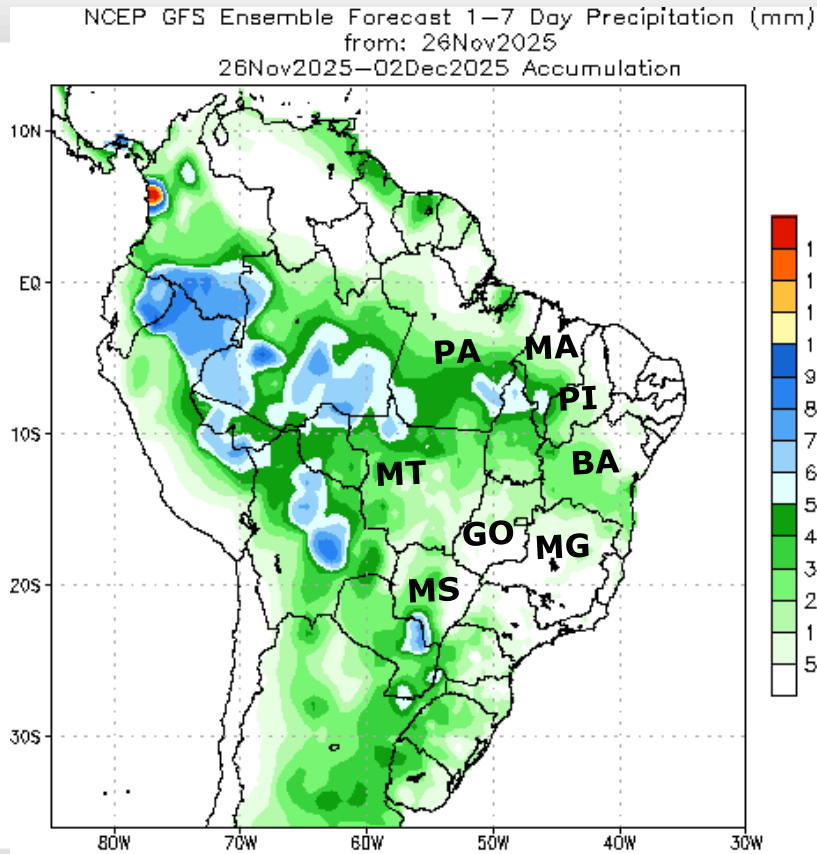 NCEP GFS Ensemble Forecast 1–7 Day Precipitation (mm)
from: 26Nov2025
26Nov2025–02Dec2025 Accumulation
10N
EQ
10S
20S
30S
80W
70W
60W
50W
40W
30W
PA
MA
PI
BA
MT
GO
MG
MS
1
1
1
1
9
8
7
6
5
4
3
2
1
5